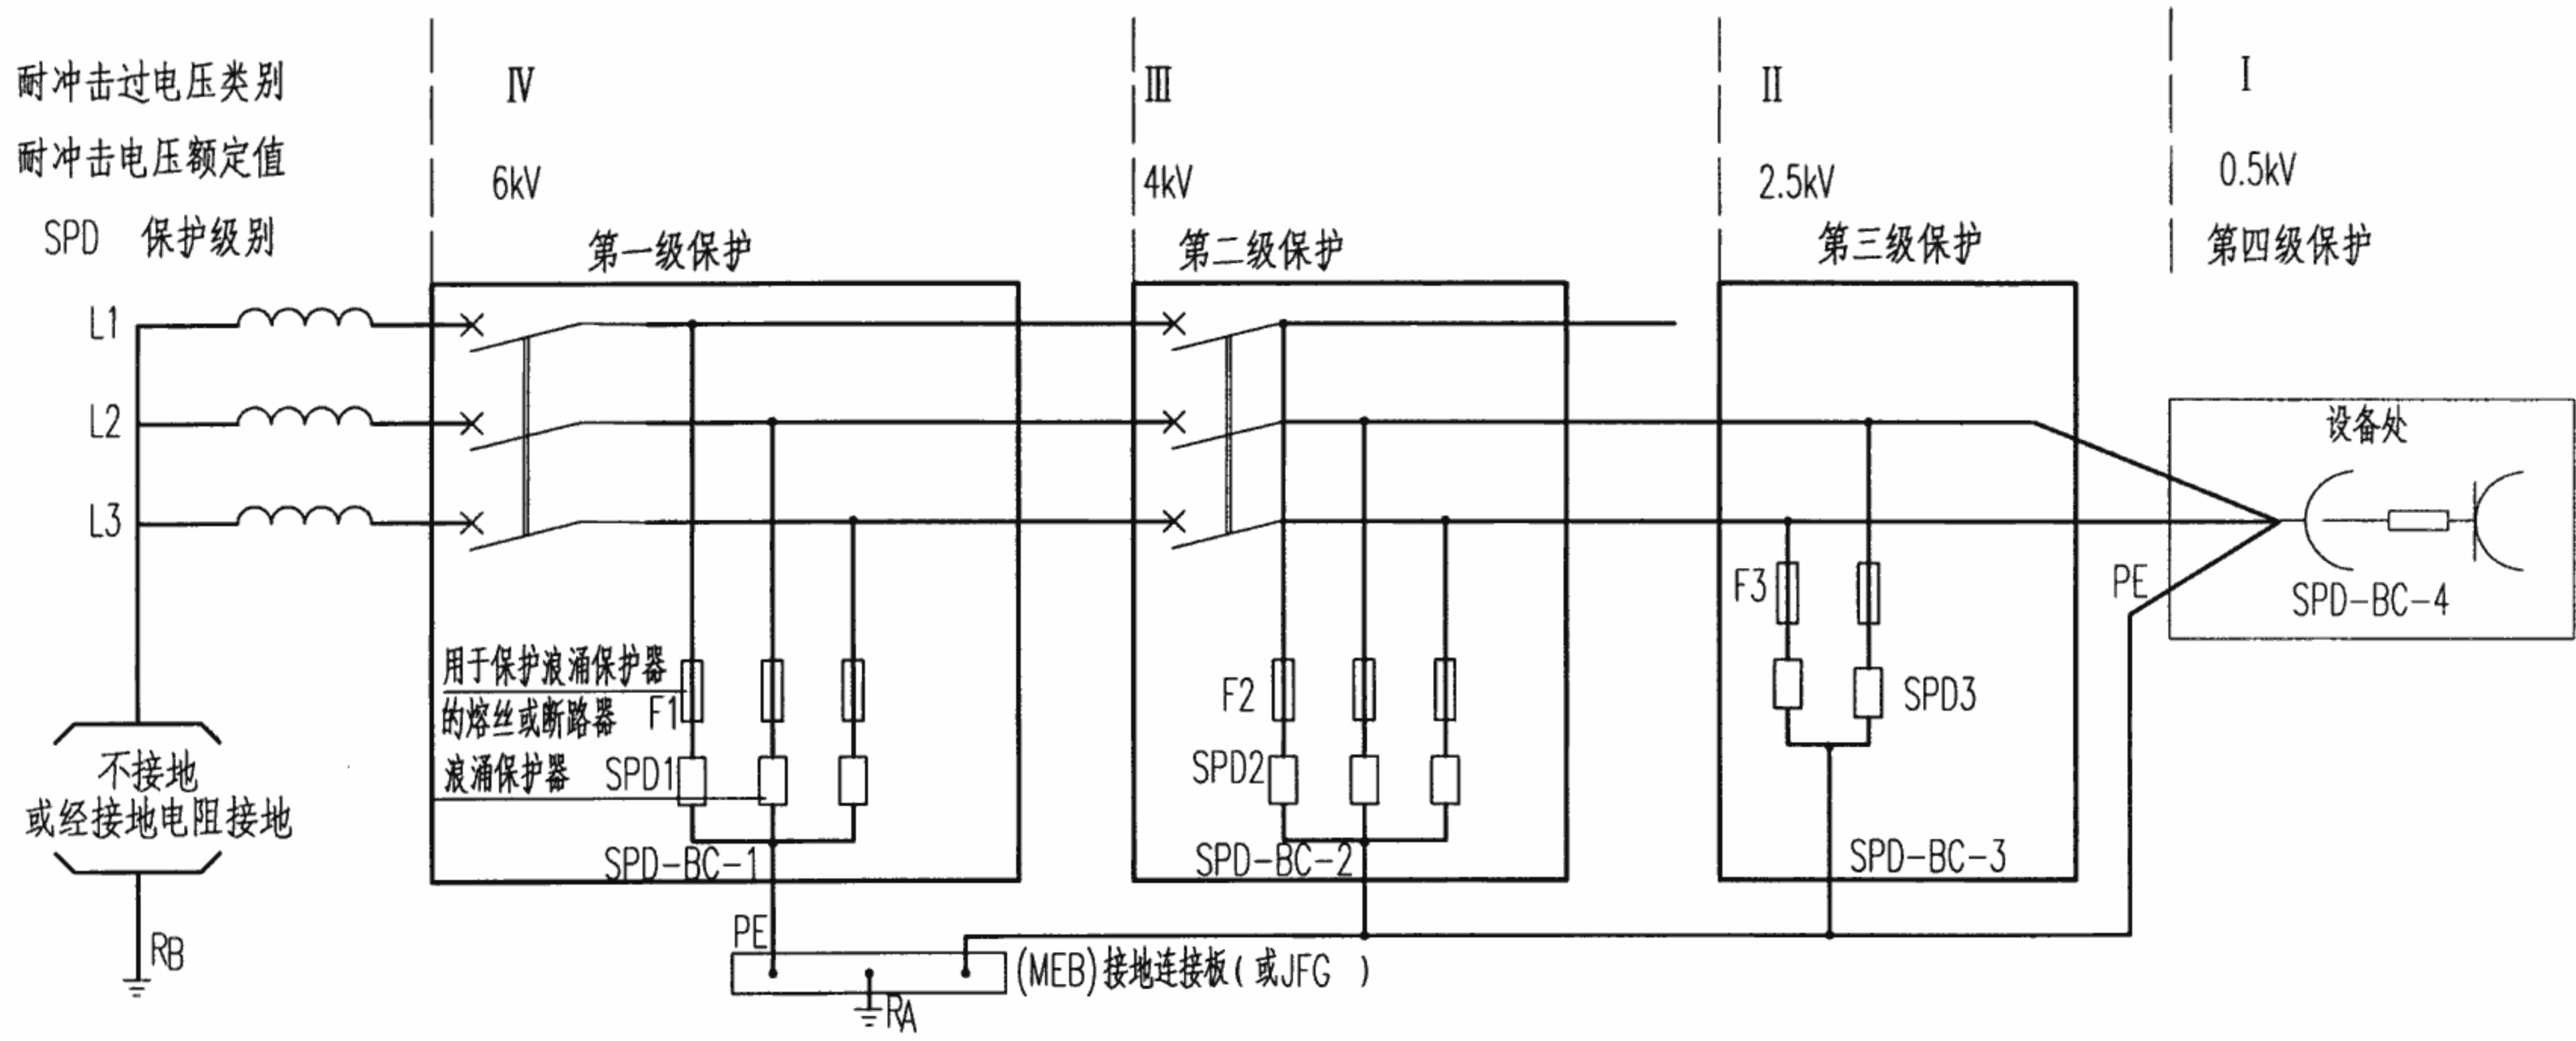 耐冲击过电压类别
IV
III
II
I
耐冲击电压额定值
6kV
4kV
2.5kV
0.5kV
SPD 保护级别
第一级保护
第二级保护
第三级保护
第四级保护
L1
L2
L3
设备处
SPD-BC-4
PE
用于保护浪涌保护器
的熔丝或断路器 F1
浪涌保护器 SPD1
SPD-BC-1
F2
SPD2
SPD-BC-2
F3
SPD3
SPD-BC-3
不接地
或经接地电阻接地
RB
PE
(MEB)接地连接板(或JFG )
RA